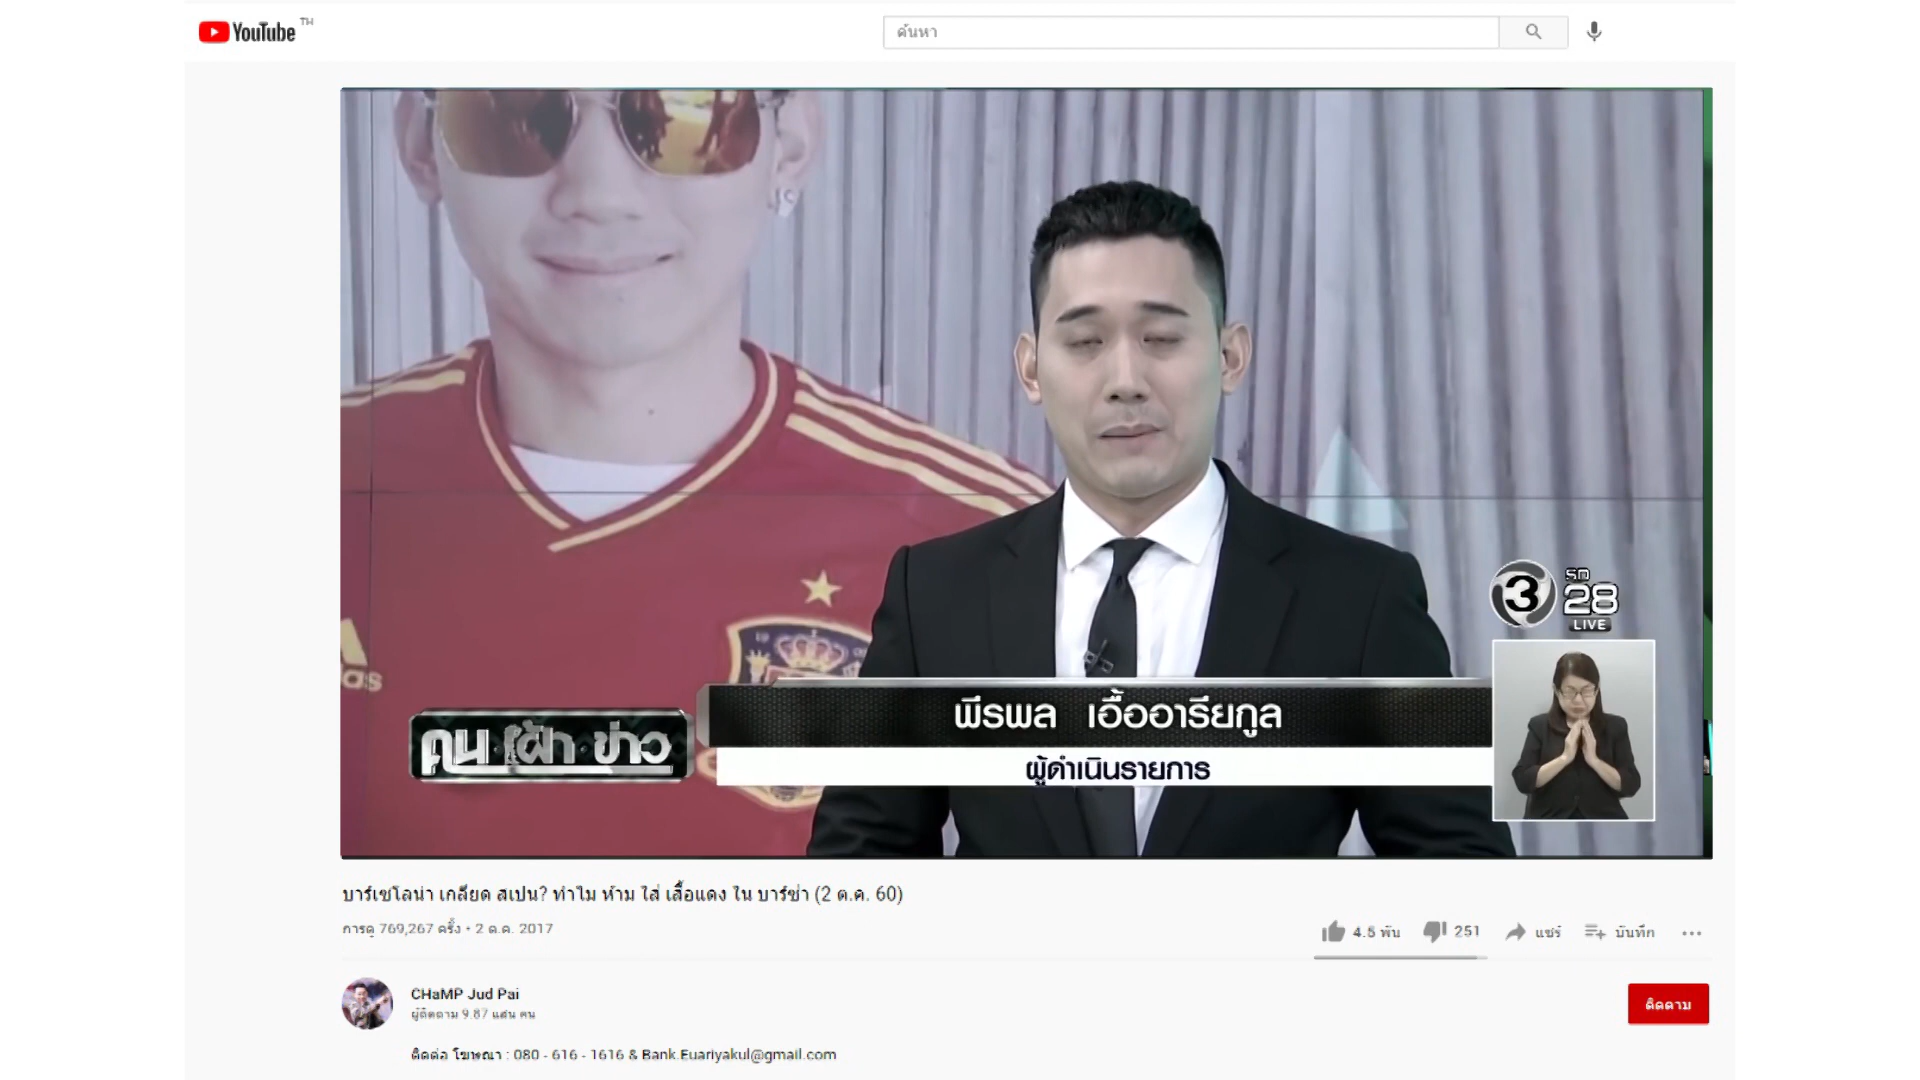 YouTube TH
ค้นหา
3 รด 28
LIVE
as
พีรพล เอื้ออารียกูล
คุน เฝ้า ข่าว
ผู้ดำเนินรายการ
บาร์เซโลน่า เกลียด สเปน? ทำไม ห้าม ใส่ เสื้อแดง ใน บาร์ซ่า (2 ต.ค. 60)
การดู 769,267 ครั้ง • 2 ต.ค. 2017
4.5 พัน 251 แชร์ บันทึก
CHaMP Jud Pai
ผู้ติดตาม 9.87 แสน คน
ติดตาม
ติดต่อ โฆษณา : 080 - 616 - 1616 & Bank.Euariyakul@gmail.com